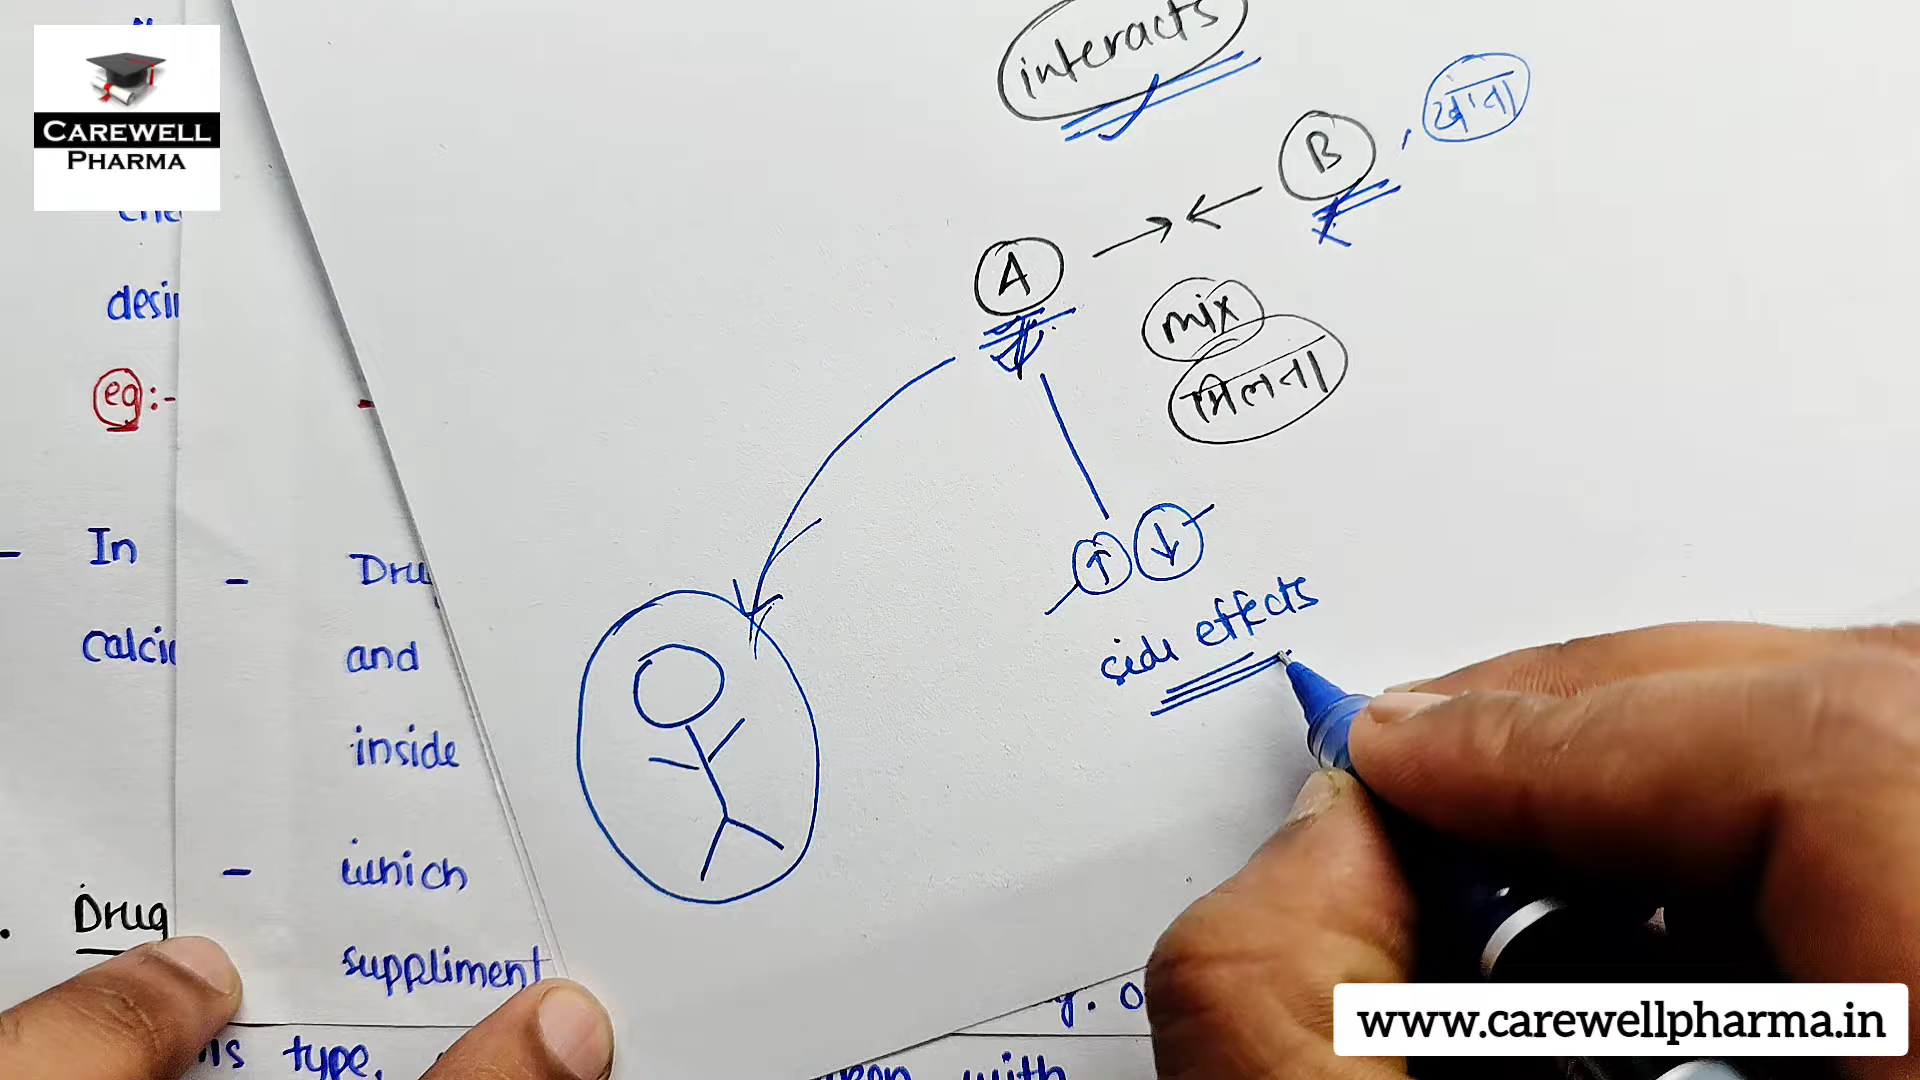 CAREWELL
PHARMA
interacts
B , खाना
A
mix
मिलना
desi
eg:-
In
calci
Drug
- Dru
and
inside
- which
suppliment
side effects
type,
y. o
with
www.carewellpharma.in